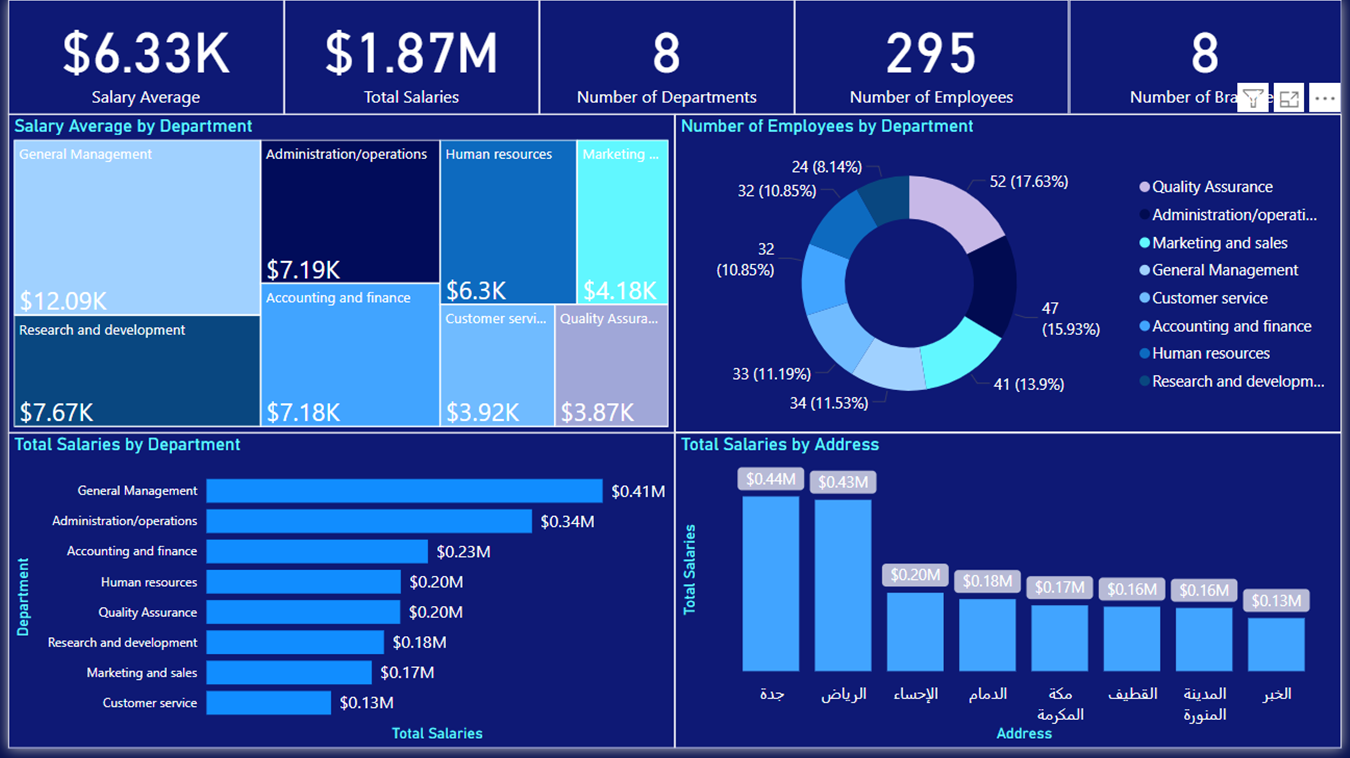 $6.33K
Salary Average
$1.87M
Total Salaries
8
Number of Departments
295
Number of Employees
8
Number of Bra
Salary Average by Department
General Management
$12.09K
Research and development
$7.67K
Administration/operations
$7.19K
Accounting and finance
$7.18K
Human resources
$6.3K
Marketing ...
$4.18K
Customer servi...
$3.92K
Quality Assura...
$3.87K
Number of Employees by Department
24 (8.14%)
32 (10.85%)
32
(10.85%)
33 (11.19%)
34 (11.53%)
52 (17.63%)
47
(15.93%)
41 (13.9%)
Quality Assurance
Administration/operati...
Marketing and sales
General Management
Customer service
Accounting and finance
Human resources
Research and developm...
Total Salaries by Department
Department
General Management $0.41M
Administration/operations $0.34M
Accounting and finance $0.23M
Human resources $0.20M
Quality Assurance $0.20M
Research and development $0.18M
Marketing and sales $0.17M
Customer service $0.13M
Total Salaries
Total Salaries by Address
Total Salaries
$0.44M
$0.43M
$0.20M
$0.18M
$0.17M
$0.16M
$0.16M
$0.13M
جدة
الرياض
الإحساء
الدمام
مكة
المكرمة
القطيف
المدينة
المنورة
الخبر
Address